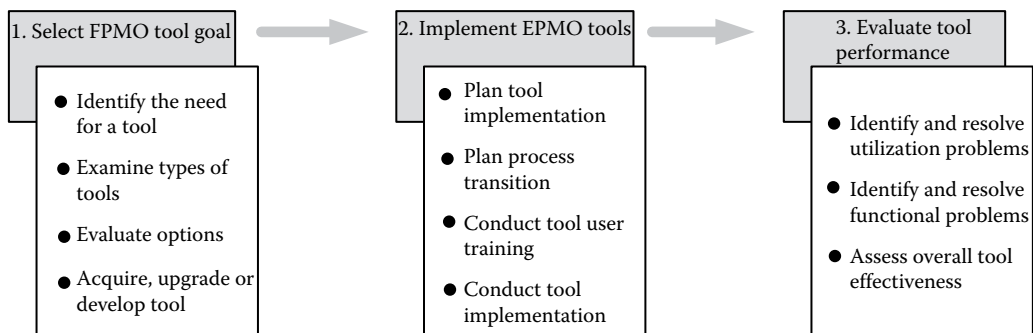 1. Select FPMO tool goal
● Identify the need
for a tool
● Examine types of
tools
● Evaluate options
● Acquire, upgrade or
develop tool
2. Implement EPMO tools
● Plan tool
implementation
● Plan process
transition
● Conduct tool user
training
● Conduct tool
implementation
3. Evaluate tool
performance
● Identify and resolve
utilization problems
● Identify and resolve
functional problems
● Assess overall tool
effectiveness